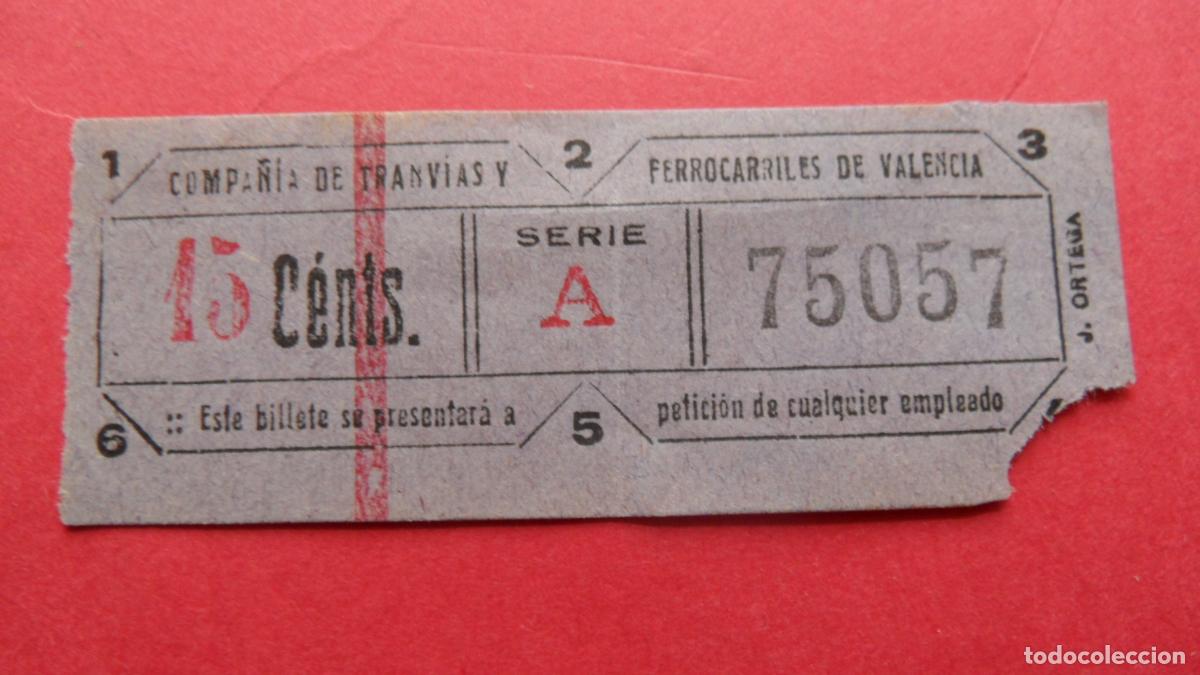 1 2 3
COMPAÑÍA DE TRANVÍAS Y FERROCARRILES DE VALENCIA
15 Cénts.
SERIE
A
75057
J. ORTEGA
:: Este billete se presentará a petición de cualquier empleado
6 5
todocoleccion